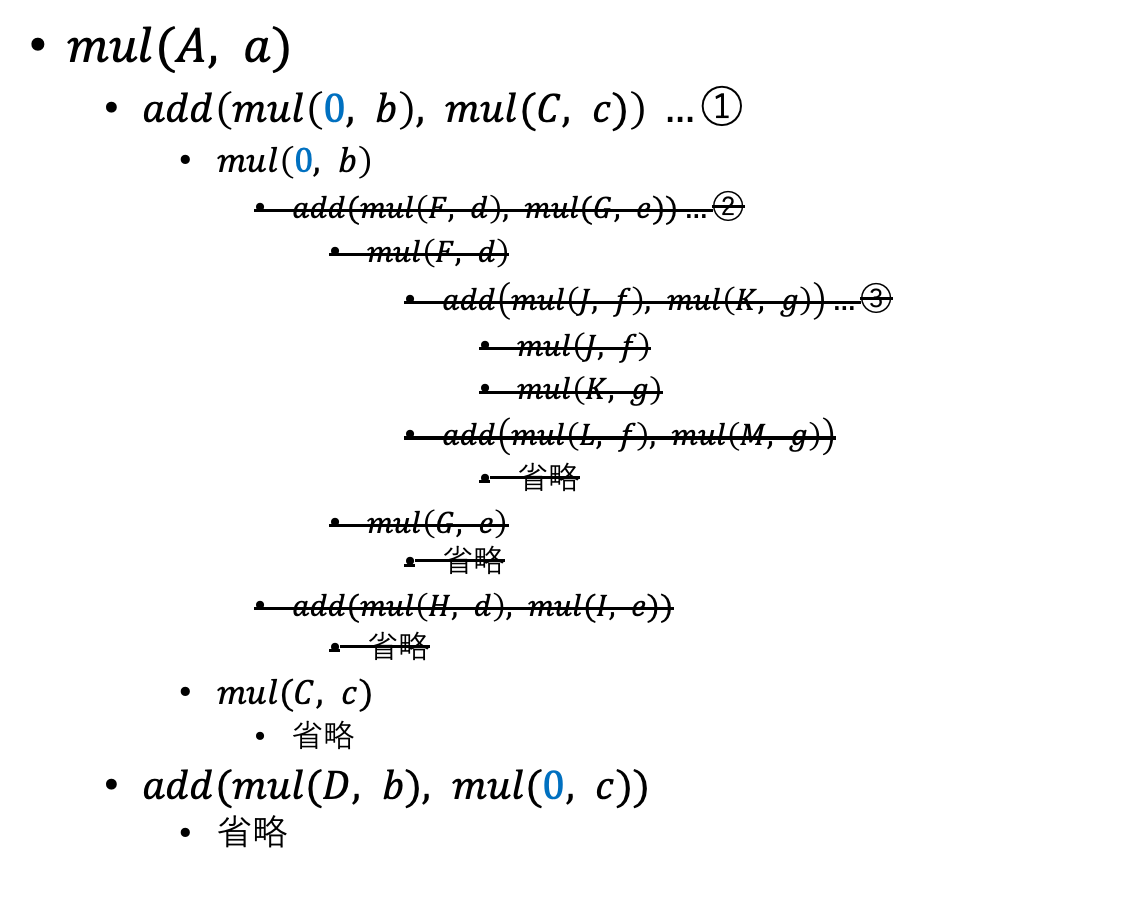 • mul(A, a)
• add(mul(0, b), mul(C, c)) …①
• mul(0, b)
• add(mul(F, d), mul(G, e)) …②
• mul(F, d)
• add(mul(J, f), mul(K, g)) …③
• mul(J, f)
• mul(K, g)
• add(mul(L, f), mul(M, g))
• 省略
• mul(G, e)
• 省略
• add(mul(H, d), mul(I, e))
• 省略
• mul(C, c)
• 省略
• add(mul(D, b), mul(0, c))
• 省略